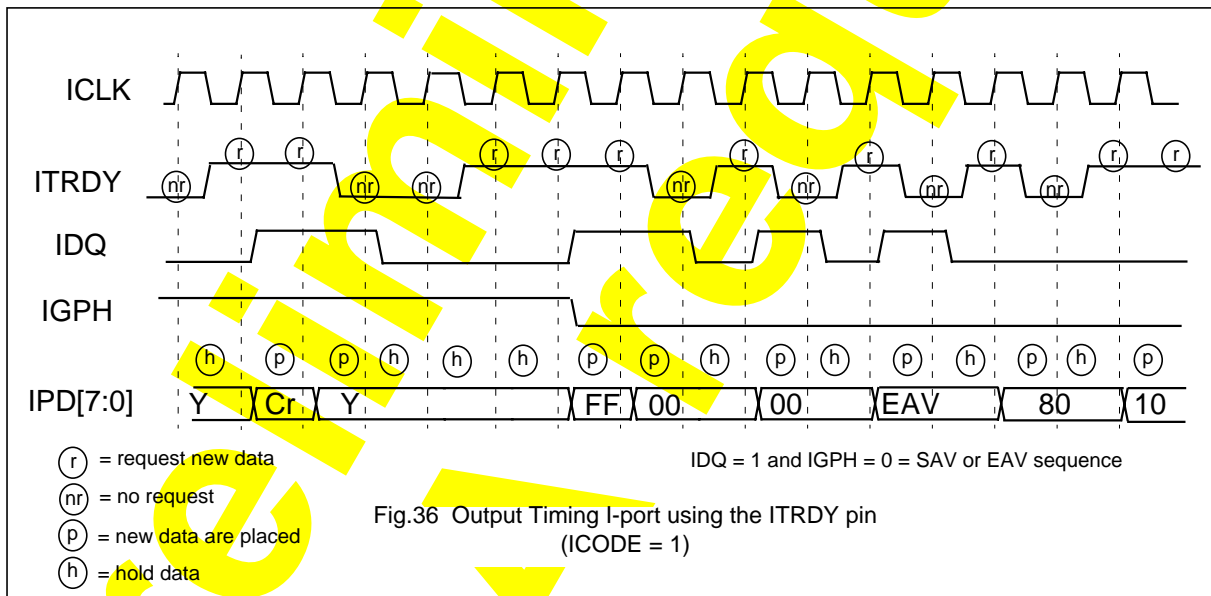 ICLK
r r r r r r r r r r
ITRDY
nr nr nr nr nr nr nr
IDQ
IGPH
h p p h h h p p h p h p h p h p
IPD[7:0] Y Cr Y FF 00 00 EAV 80 10
r = request new data
IDQ = 1 and IGPH = 0 = SAV or EAV sequence
nr = no request
Fig.36 Output Timing I-port using the ITRDY pin
p = new data are placed
(ICODE = 1)
h = hold data